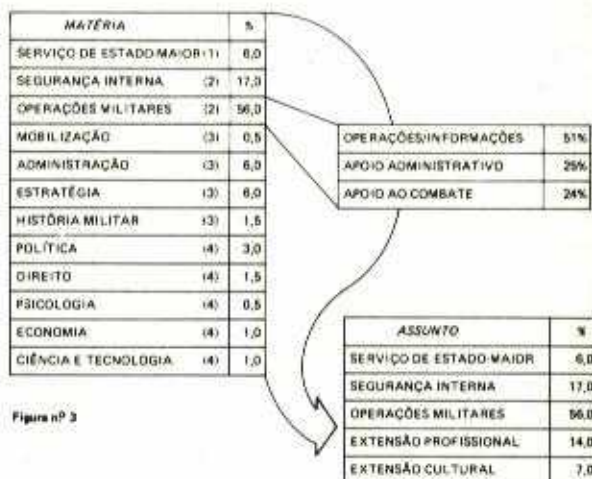 MATÉRIA %
SERVIÇO DE ESTADO MAIOR (1) 6,0
SEGURANÇA INTERNA (2) 17,0
OPERAÇÕES MILITARES (2) 56,0
MOBILIZAÇÃO (3) 0,5
ADMINISTRAÇÃO (3) 6,0
ESTRATÉGIA (3) 6,0
HISTÓRIA MILITAR (3) 1,5
POLÍTICA (4) 3,0
DIREITO (4) 1,5
PSICOLOGIA (4) 0,5
ECONOMIA (4) 1,0
CIÊNCIA E TECNOLOGIA (4) 1,0
OPERAÇÕES/INFORMAÇÕES 51%
APOIO ADMINISTRATIVO 25%
APOIO AO COMBATE 24%
ASSUNTO %
SERVIÇO DE ESTADO-MAIOR 6,0
SEGURANÇA INTERNA 17,0
OPERAÇÕES MILITARES 56,0
EXTENSÃO PROFISSIONAL 14,0
EXTENSÃO CULTURAL 7,0
Figura nº 3